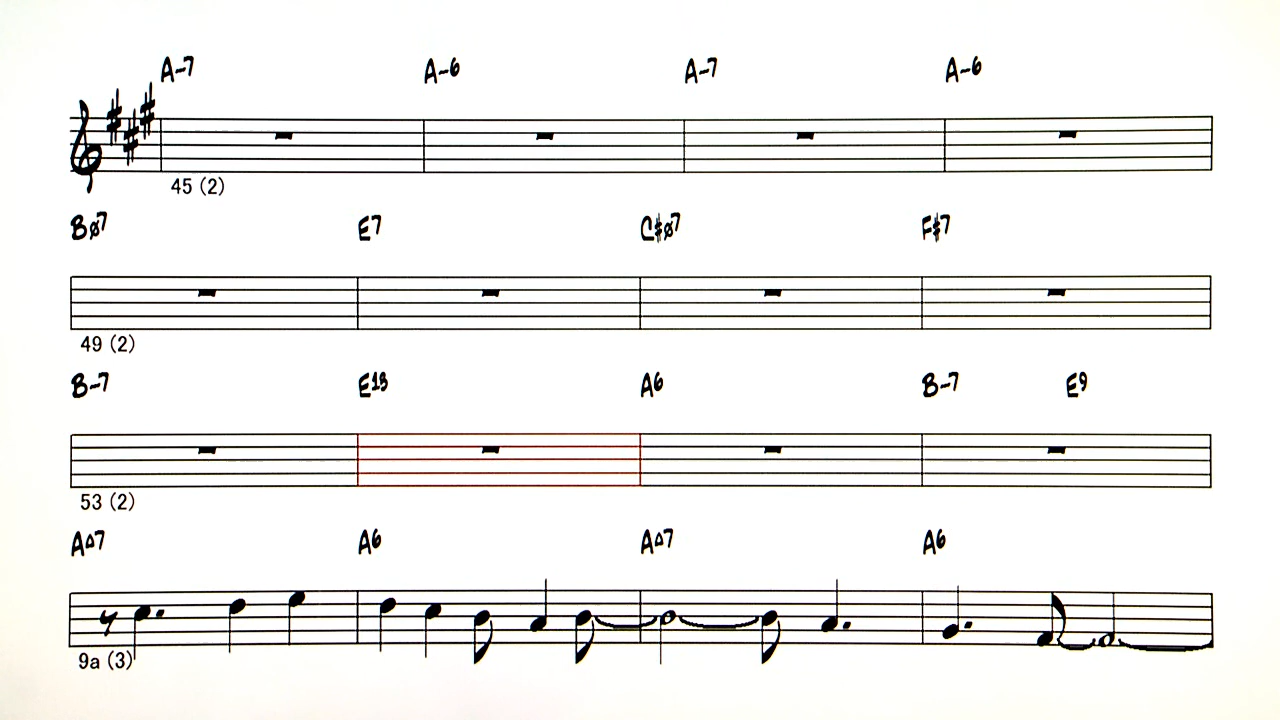 A-7 A-6 A-7 A-6
45 (2)
Bø7 E7 C#ø7 F#7
49 (2)
B-7 E13 A6 B-7 E9
53 (2)
A△7 A6 A△7 A6
9a (3)